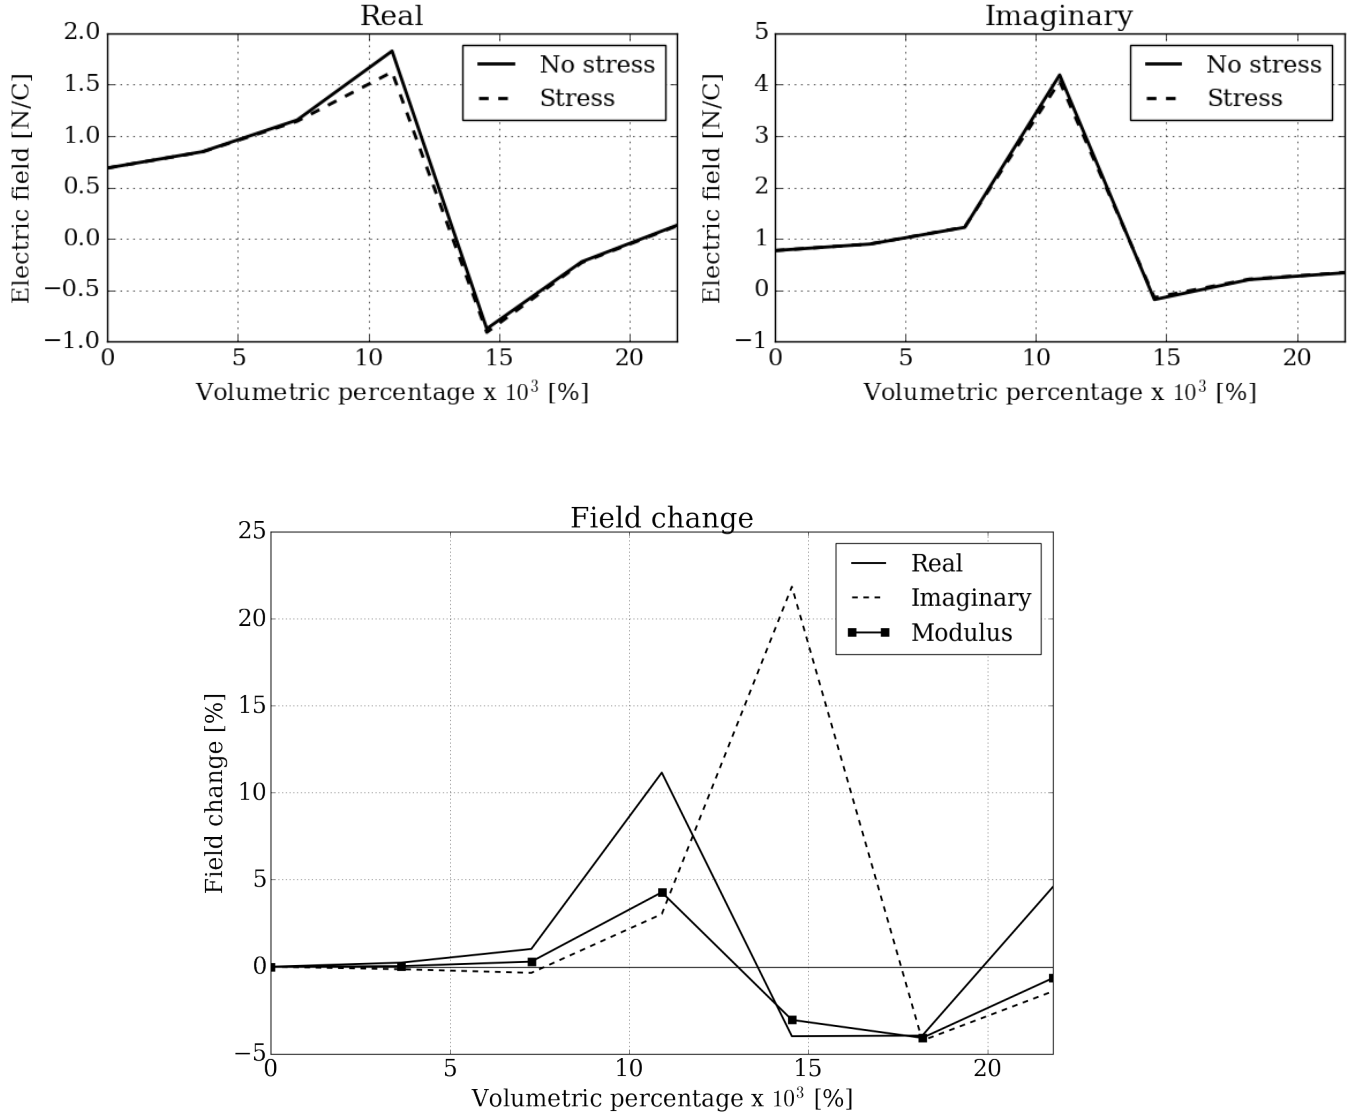 Real
2.0
1.5
1.0
0.5
0.0
−0.5
−1.0
Electric field [N/C]
No stress
Stress
0 5 10 15 20
Volumetric percentage x 10³ [%]
Imaginary
5
4
3
2
1
0
−1
Electric field [N/C]
No stress
Stress
0 5 10 15 20
Volumetric percentage x 10³ [%]
Field change
25
20
15
10
5
0
−5
Field change [%]
Real
Imaginary
Modulus
0 5 10 15 20
Volumetric percentage x 10³ [%]